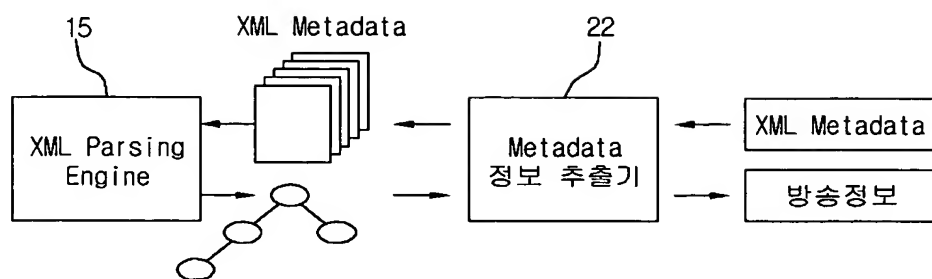 15
XML Metadata
22
XML Parsing
Engine
Metadata
정보 추출기
XML Metadata
방송정보